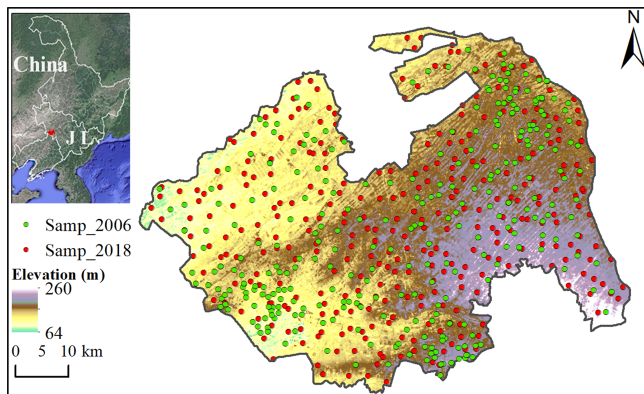 N
China
J L
Samp_2006
Samp_2018
Elevation (m)
260
64
0 5 10 km